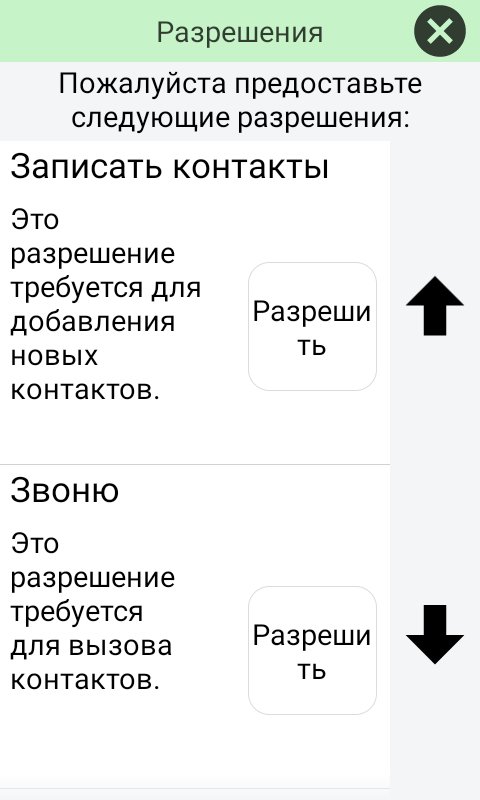 Разрешения
Пожалуйста предоставьте
следующие разрешения:
Записать контакты
Это
разрешение
требуется для
добавления
новых
контактов.
Разреши
ть
Звоню
Это
разрешение
требуется
для вызова
контактов.
Разреши
ть